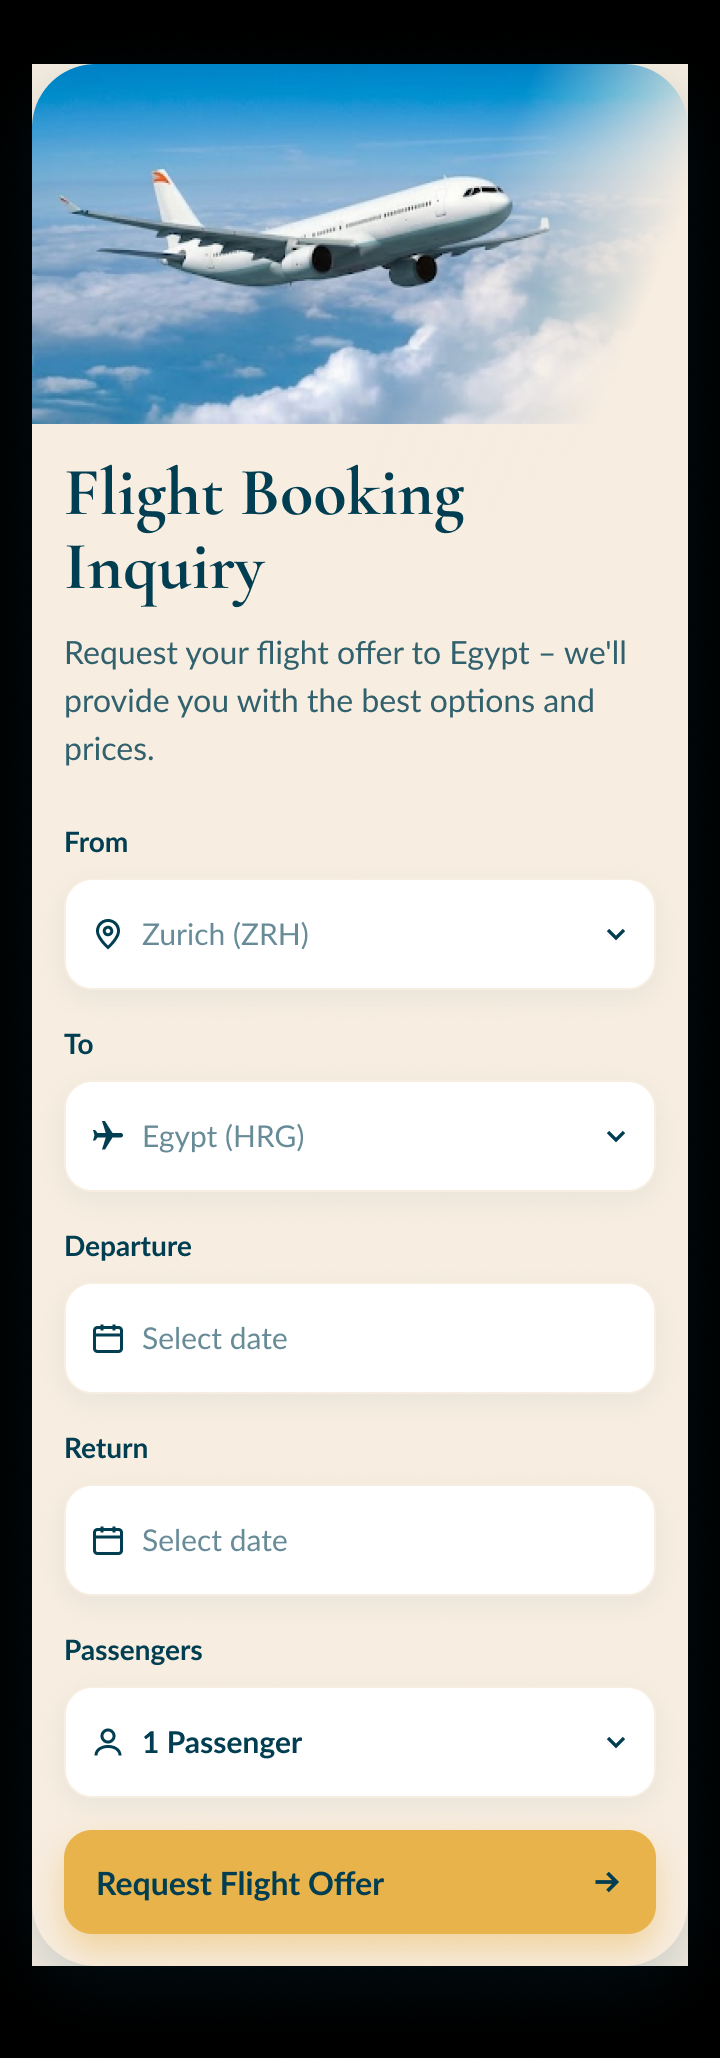 Flight Booking
Inquiry
Request your flight offer to Egypt – we'll
provide you with the best options and
prices.
From
Zurich (ZRH)
To
Egypt (HRG)
Departure
Select date
Return
Select date
Passengers
1 Passenger
Request Flight Offer